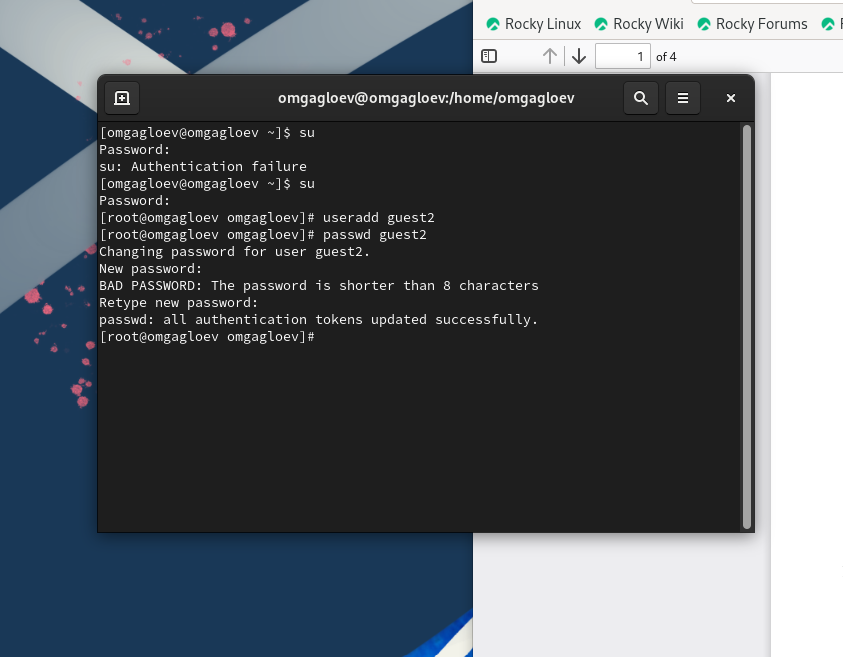 Rocky Linux Rocky Wiki Rocky Forums
1 of 4
omgagloev@omgagloev:/home/omgagloev
[omgagloev@omgagloev ~]$ su
Password:
su: Authentication failure
[omgagloev@omgagloev ~]$ su
Password:
[root@omgagloev omgagloev]# useradd guest2
[root@omgagloev omgagloev]# passwd guest2
Changing password for user guest2.
New password:
BAD PASSWORD: The password is shorter than 8 characters
Retype new password:
passwd: all authentication tokens updated successfully.
[root@omgagloev omgagloev]#